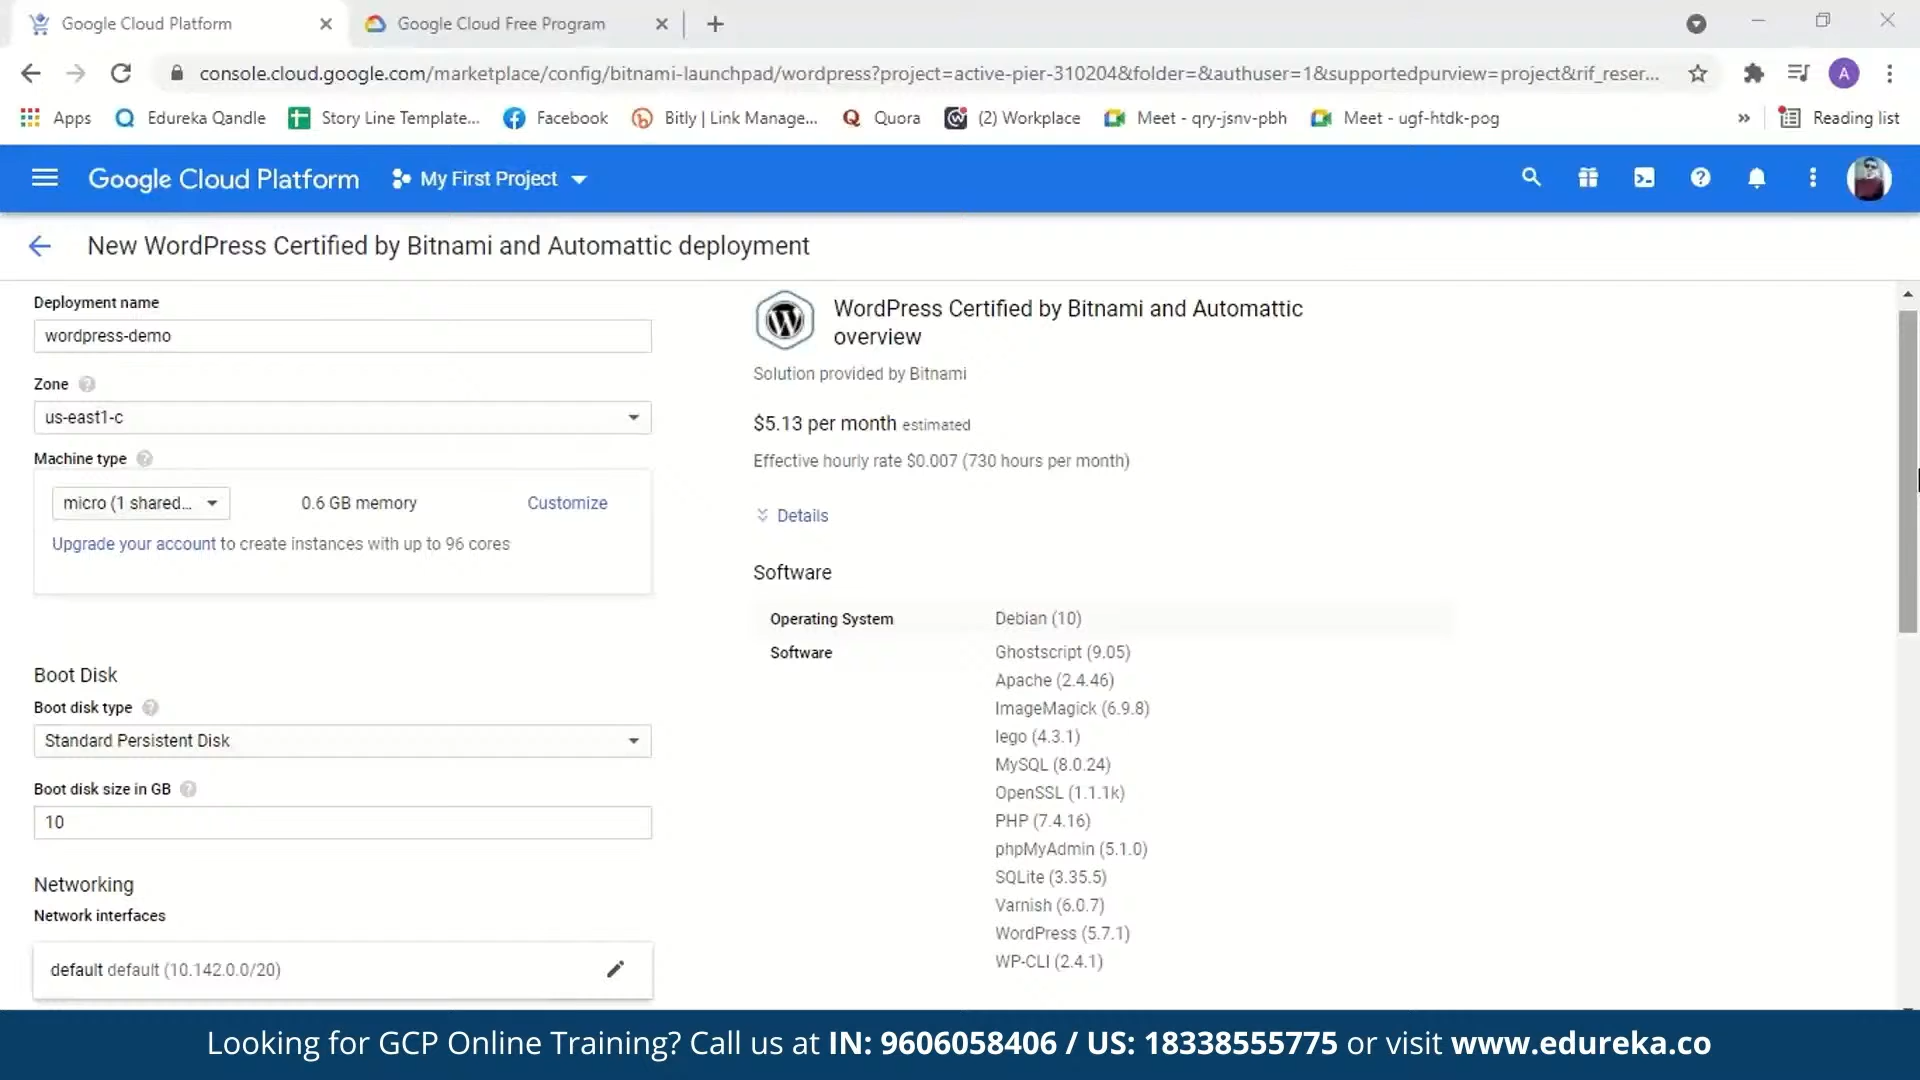 Google Cloud Platform
Google Cloud Free Program
console.cloud.google.com/marketplace/config/bitnami-launchpad/wordpress?project=active-pier-310204&folder=&authuser=1&supportedpurview=project&rif_reser...
A
Apps
Edureka Qandle
Story Line Template...
Facebook
Bitly | Link Manage...
Quora
(2) Workplace
Meet - qry-jsnv-pbh
Meet - ugf-htdk-pog
»
Reading list
Google Cloud Platform
My First Project
New WordPress Certified by Bitnami and Automattic deployment
Deployment name
wordpress-demo
Zone
us-east1-c
Machine type
micro (1 shared...
0.6 GB memory
Customize
Upgrade your account to create instances with up to 96 cores
Boot Disk
Boot disk type
Standard Persistent Disk
Boot disk size in GB
10
Networking
Network interfaces
default default (10.142.0.0/20)
WordPress Certified by Bitnami and Automattic
overview
Solution provided by Bitnami
$5.13 per month estimated
Effective hourly rate $0.007 (730 hours per month)
Details
Software
Operating System Debian (10)
Software Ghostscript (9.05)
Apache (2.4.46)
ImageMagick (6.9.8)
lego (4.3.1)
MySQL (8.0.24)
OpenSSL (1.1.1k)
PHP (7.4.16)
phpMyAdmin (5.1.0)
SQLite (3.35.5)
Varnish (6.0.7)
WordPress (5.7.1)
WP-CLI (2.4.1)
Looking for GCP Online Training? Call us at IN: 9606058406 / US: 18338555775 or visit www.edureka.co